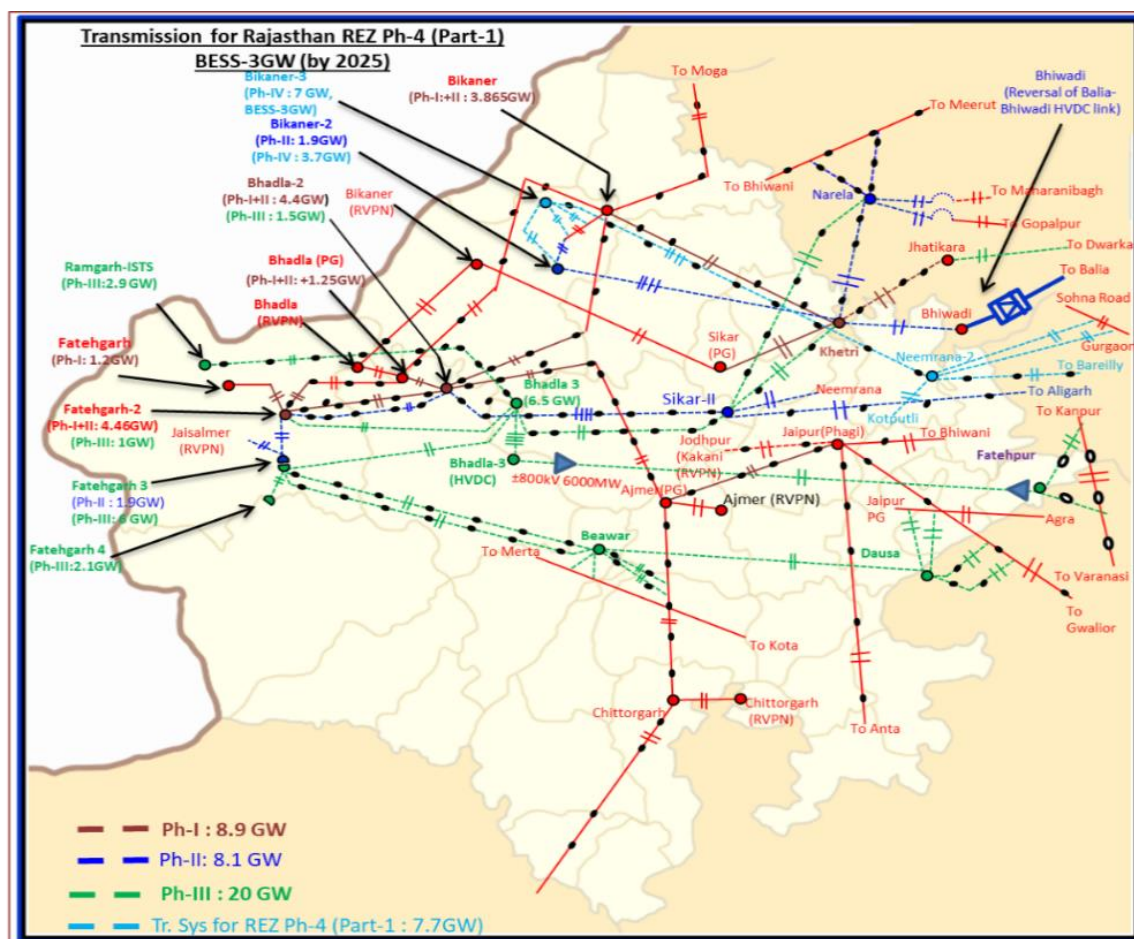 Transmission for Rajasthan REZ Ph-4 (Part-1)
BESS-3GW (by 2025)
Bikaner-3
(Ph-IV : 7 GW,
BESS-3GW)
Bikaner
(Ph-I:+II : 3.865GW)
To Moga
Bhiwadi
(Reversal of Balia-
Bhiwadi HVDC link)
To Meerut
Bikaner-2
(Ph-II: 1.9GW)
(Ph-IV : 3.7GW)
Bhadla-2
(Ph-I+II : 4.4GW)
(Ph-III : 1.5GW)
Bikaner
(RVPN)
To Bhiwani
Narela
To Maharanibagh
To Gopalpur
Jhatikara
To Dwarka
Ramgarh-ISTS
(Ph-III:2.9 GW)
Bhadla (PG)
(Ph-I+II: +1.25GW)
Bhadla
(RVPN)
To Balia
Bhiwadi
Sohna Road
Gurgaon
Fatehgarh
(Ph-I: 1.2GW)
Sikar
(PG)
Khetri
Neemrana-2
To Bareilly
Bhadla 3
(6.5 GW)
Neemrana
To Aligarh
Fatehgarh-2
(Ph-I+II: 4.46GW)
(Ph-III: 1GW)
Sikar-II
Kotputli
To Kanpur
Jaisalmer
(RVPN)
Jodhpur
(Kakani
(RVPN)
Jaipur(Phagi)
To Bhiwani
Bhadla-3
(HVDC)
±800kV 6000MW
Fatehpur
Fatehgarh 3
(Ph-II : 1.9GW)
(Ph-III: 6 GW)
Ajmer(PG)
Ajmer (RVPN)
Jaipur
PG
Agra
Fatehgarh 4
(Ph-III:2.1GW)
Beawar
To Merta
Dausa
To Varanasi
To
Gwalior
To Kota
Chittorgarh
Chittorgarh
(RVPN)
To Anta
Ph-I : 8.9 GW
Ph-II: 8.1 GW
Ph-III : 20 GW
Tr. Sys for REZ Ph-4 (Part-1 : 7.7GW)